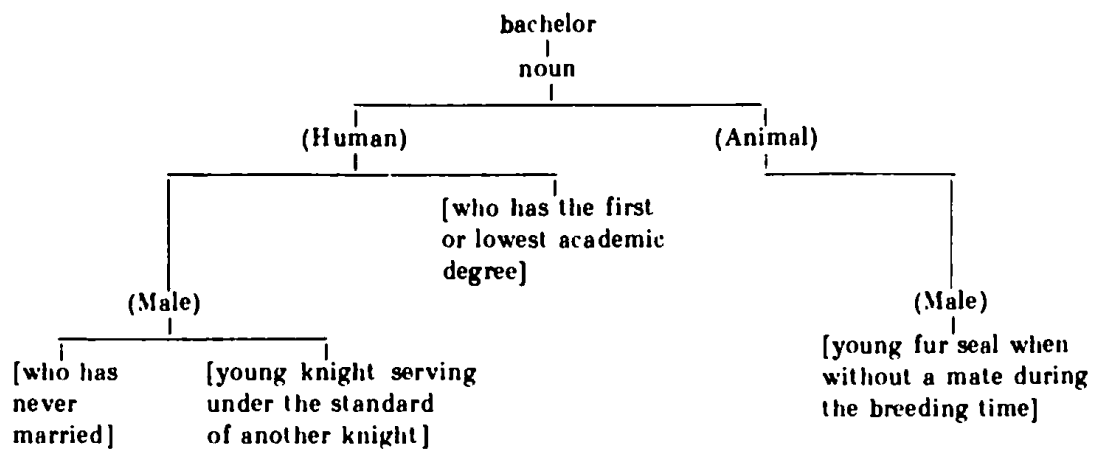 bachelor
noun
(Human) (Animal)
[who has the first
or lowest academic
degree]
(Male) (Male)
[who has
never
married]
[young knight serving
under the standard
of another knight]
[young fur seal when
without a mate during
the breeding time]